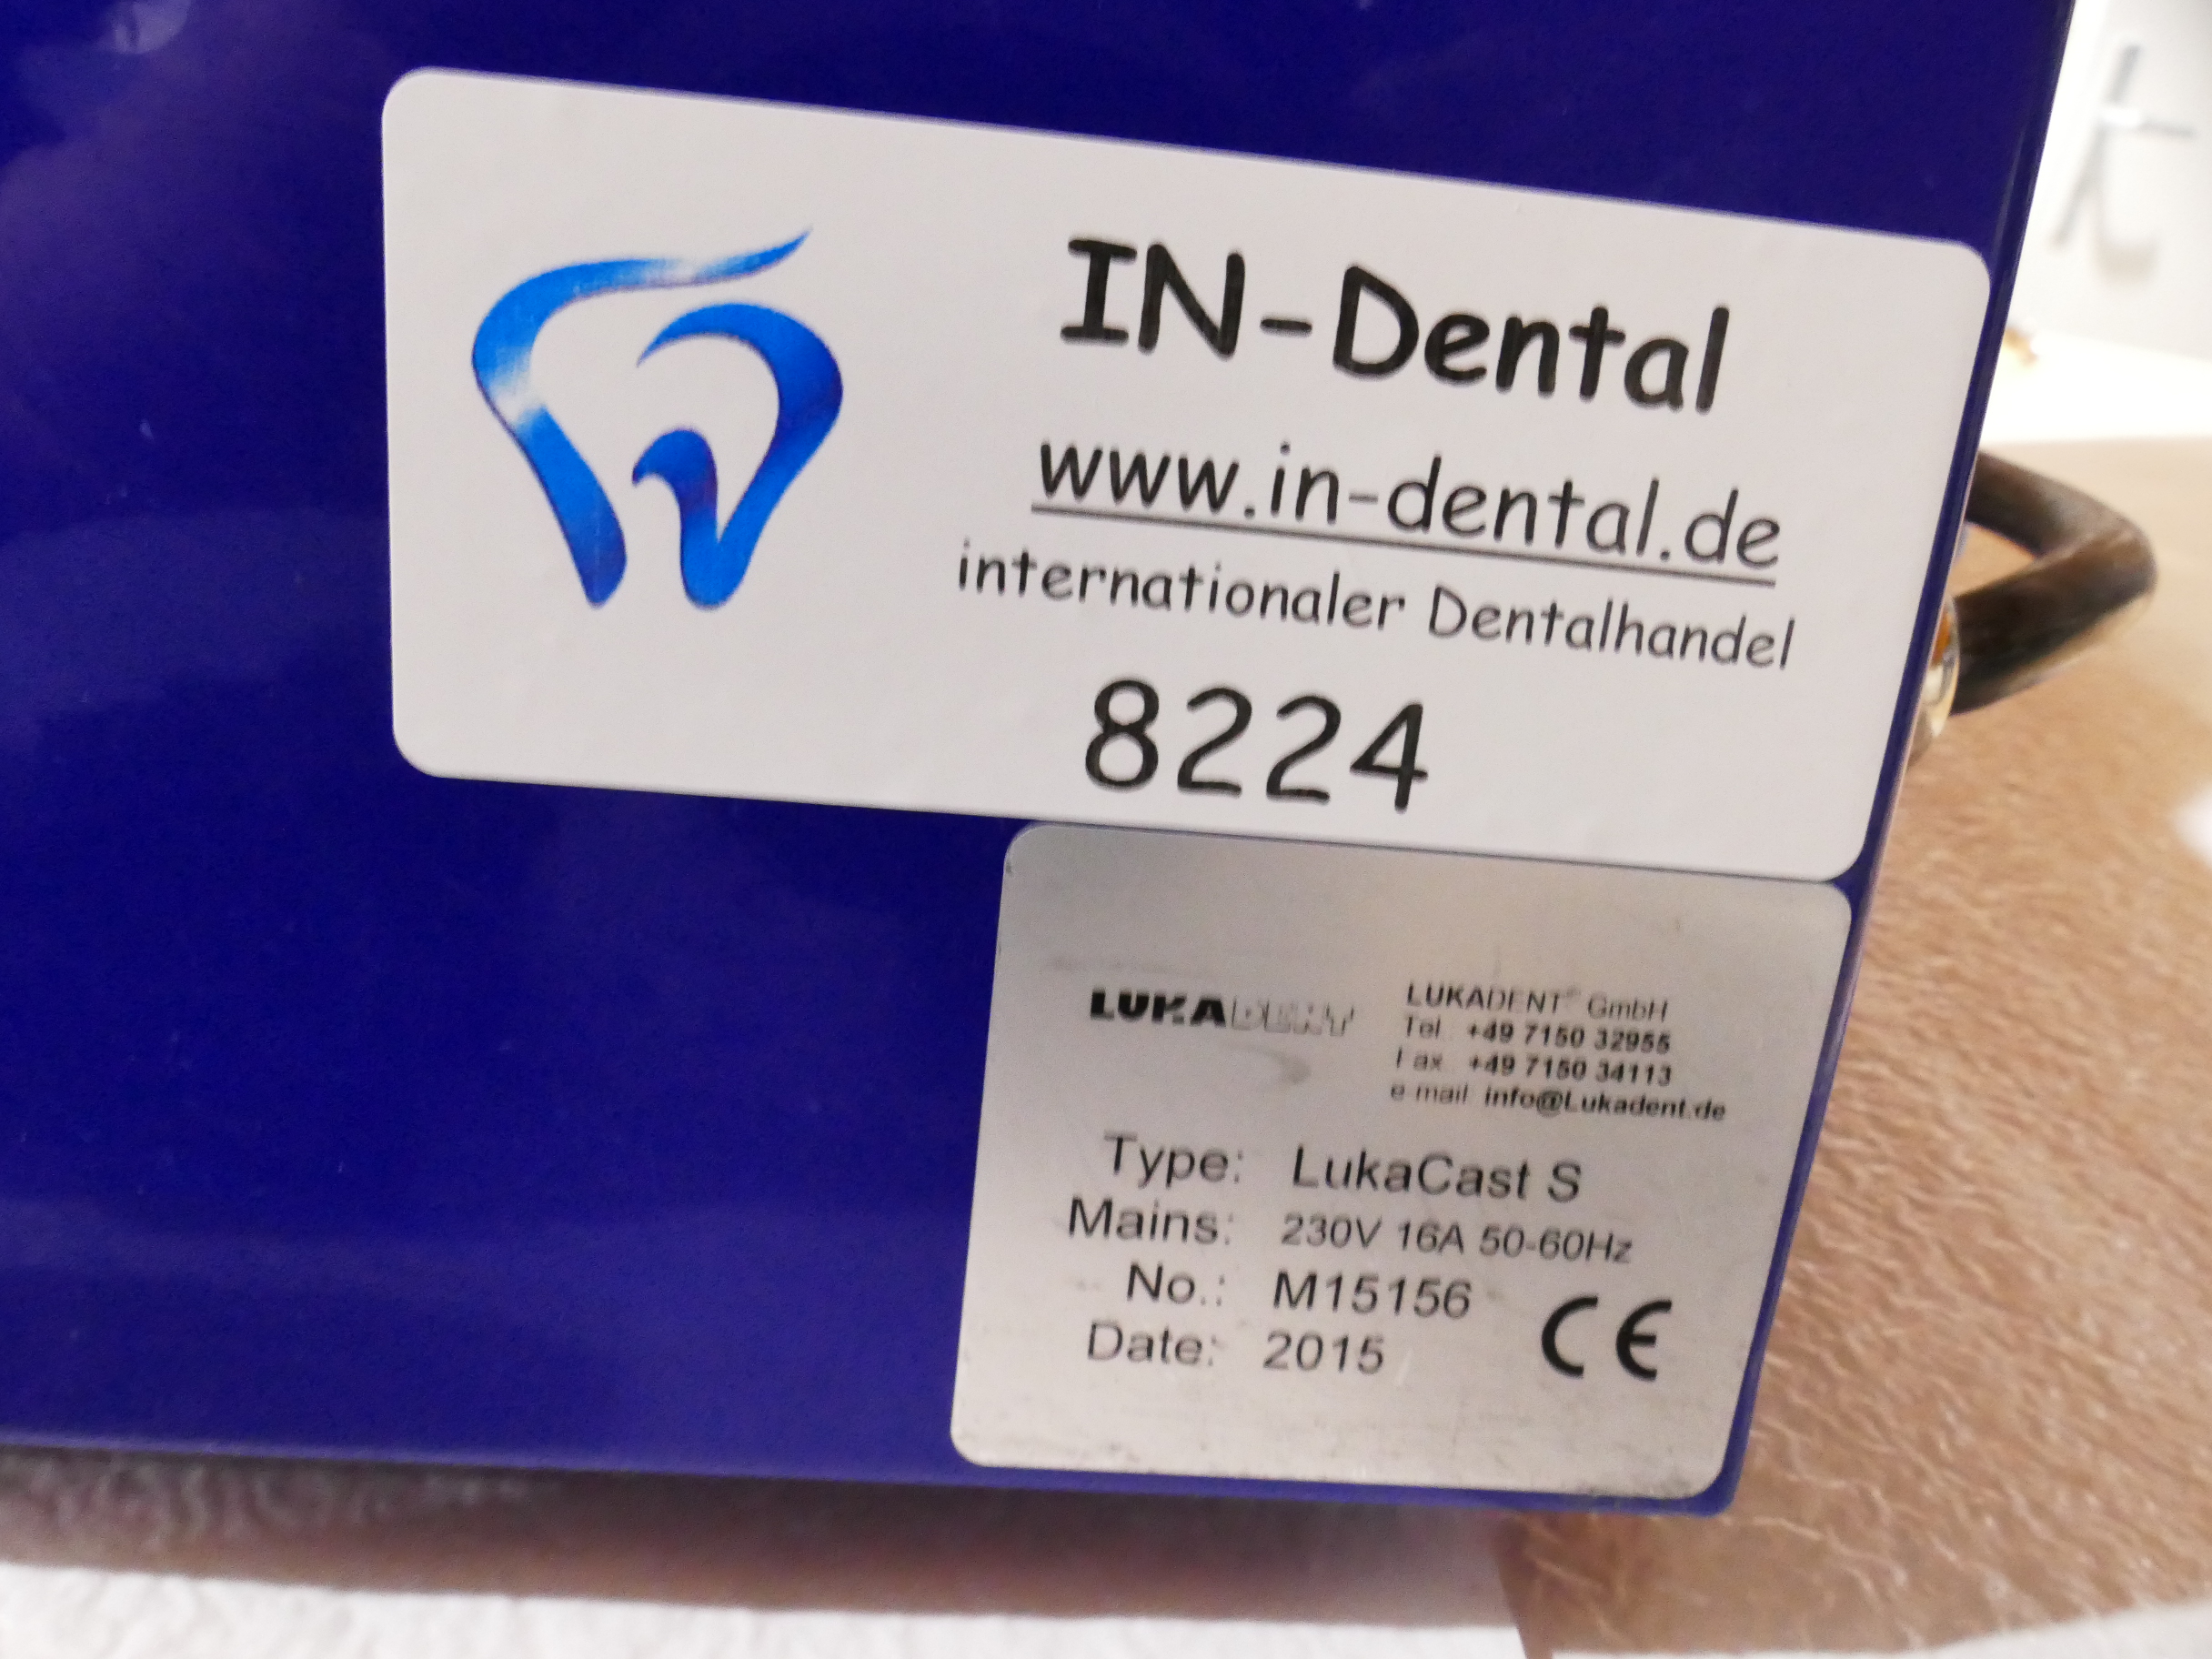 IN-Dental
www.in-dental.de
internationaler Dentalhandel
8224
LUKADENT
LUKADENT® GmbH
Tel. +49 7150 32955
Fax +49 7150 34113
e-mail: info@Lukadent.de
Type: LukaCast S
Mains: 230V 16A 50-60Hz
No.: M15156
Date: 2015
CE